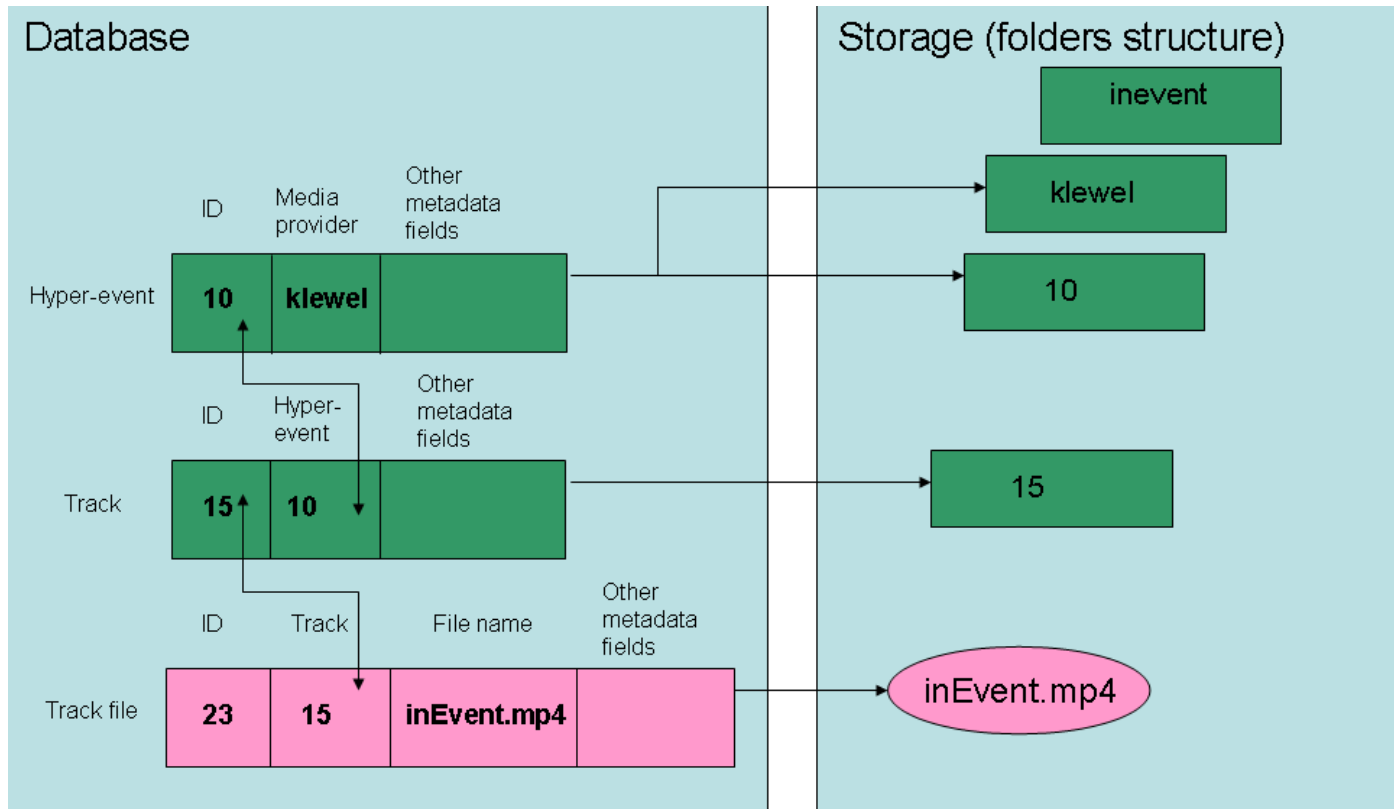 Database
Storage (folders structure)
inevent
klewel
ID
Media
provider
Other
metadata
fields
Hyper-event
10
klewel
10
ID
Hyper-
event
Other
metadata
fields
Track
15
10
15
ID
Track
File name
Other
metadata
fields
Track file
23
15
inEvent.mp4
inEvent.mp4